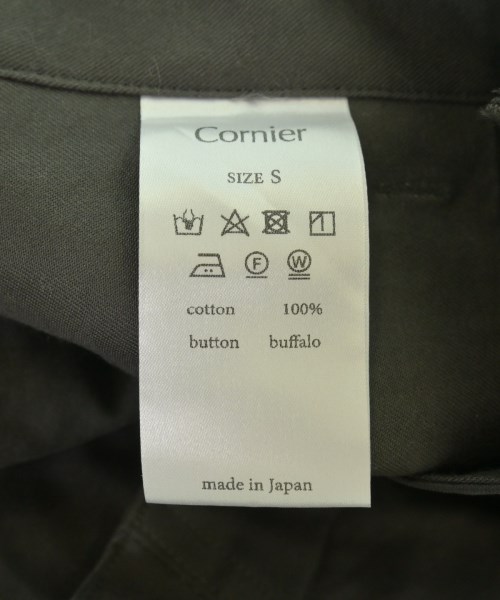 Cornier
SIZE S
F W
cotton 100%
button buffalo
made in Japan